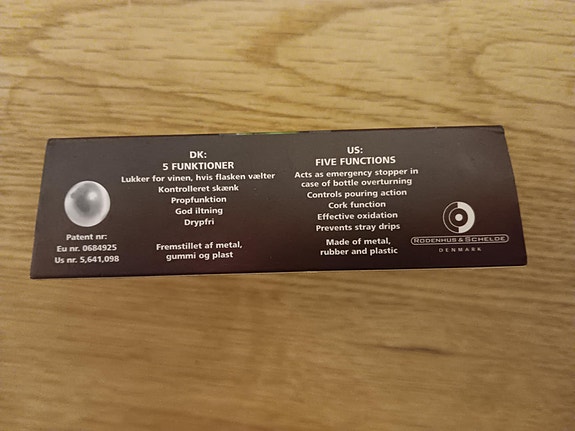 DK:
5 FUNKTIONER
Lukker for vinen, hvis flasken vælter
Kontrolleret skænk
Propfunktion
God iltning
Drypfri
Fremstillet af metal,
gummi og plast
US:
FIVE FUNCTIONS
Acts as emergency stopper in
case of bottle overturning
Controls pouring action
Cork function
Effective oxidation
Prevents stray drips
Made of metal,
rubber and plastic
Patent nr:
Eu nr. 0684925
Us nr. 5,641,098
RODENHUS & SCHELDE
DENMARK